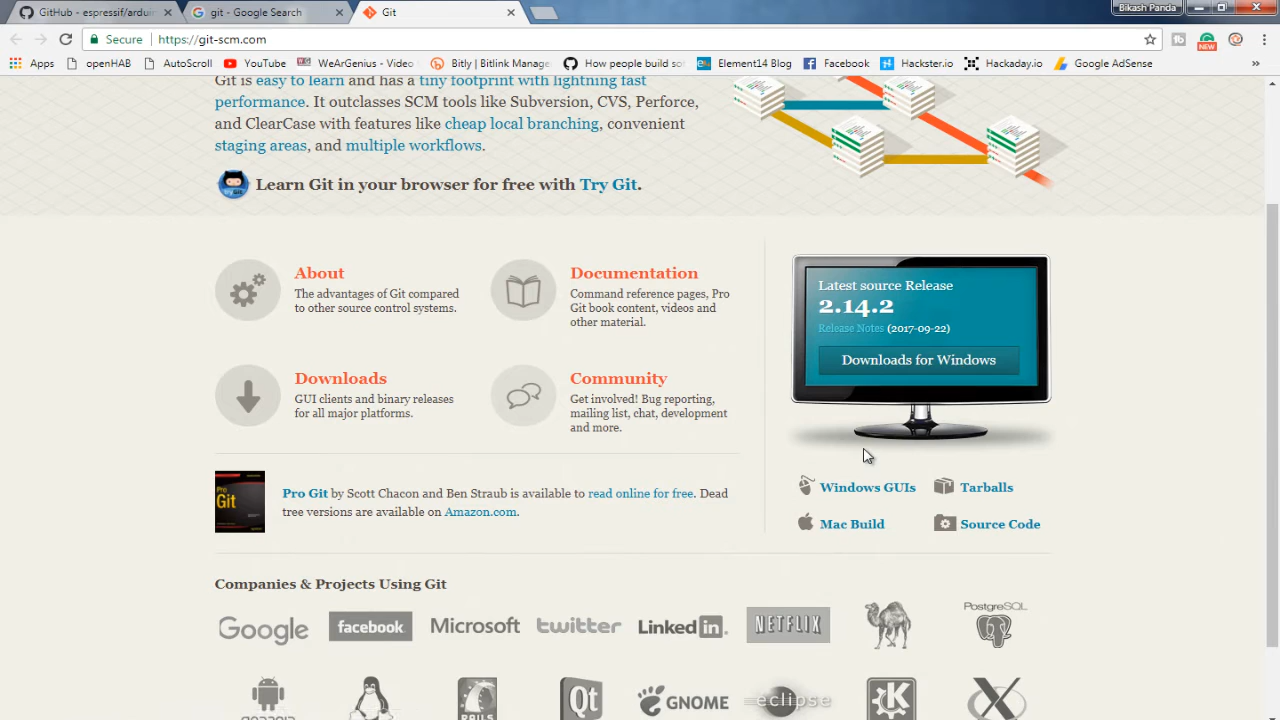 GitHub - espressif/ardui
git - Google Search
Git
Bikash Panda
Secure
https://git-scm.com
NEW
Apps
openHAB
AutoScroll
YouTube
WeArGenius - Video
Bitly | Bitlink Manage
How people build so
Element14 Blog
Facebook
Hackster.io
Hackaday.io
Google AdSense
»
Git is easy to learn and has a tiny footprint with lightning fast
performance. It outclasses SCM tools like Subversion, CVS, Perforce,
and ClearCase with features like cheap local branching, convenient
staging areas, and multiple workflows.
Learn Git in your browser for free with Try Git.
About
The advantages of Git compared
to other source control systems.
Documentation
Command reference pages, Pro
Git book content, videos and
other material.
Downloads
GUI clients and binary releases
for all major platforms.
Community
Get involved! Bug reporting,
mailing list, chat, development
and more.
Latest source Release
2.14.2
Release Notes (2017-09-22)
Downloads for Windows
Windows GUIs
Tarballs
Mac Build
Source Code
Pro
Git
Pro Git by Scott Chacon and Ben Straub is available to read online for free. Dead
tree versions are available on Amazon.com.
Companies & Projects Using Git
Google
facebook
Microsoft
twitter
LinkedIn
NETFLIX
PostgreSQL
RAILS
Qt
GNOME
eclipse
K
X